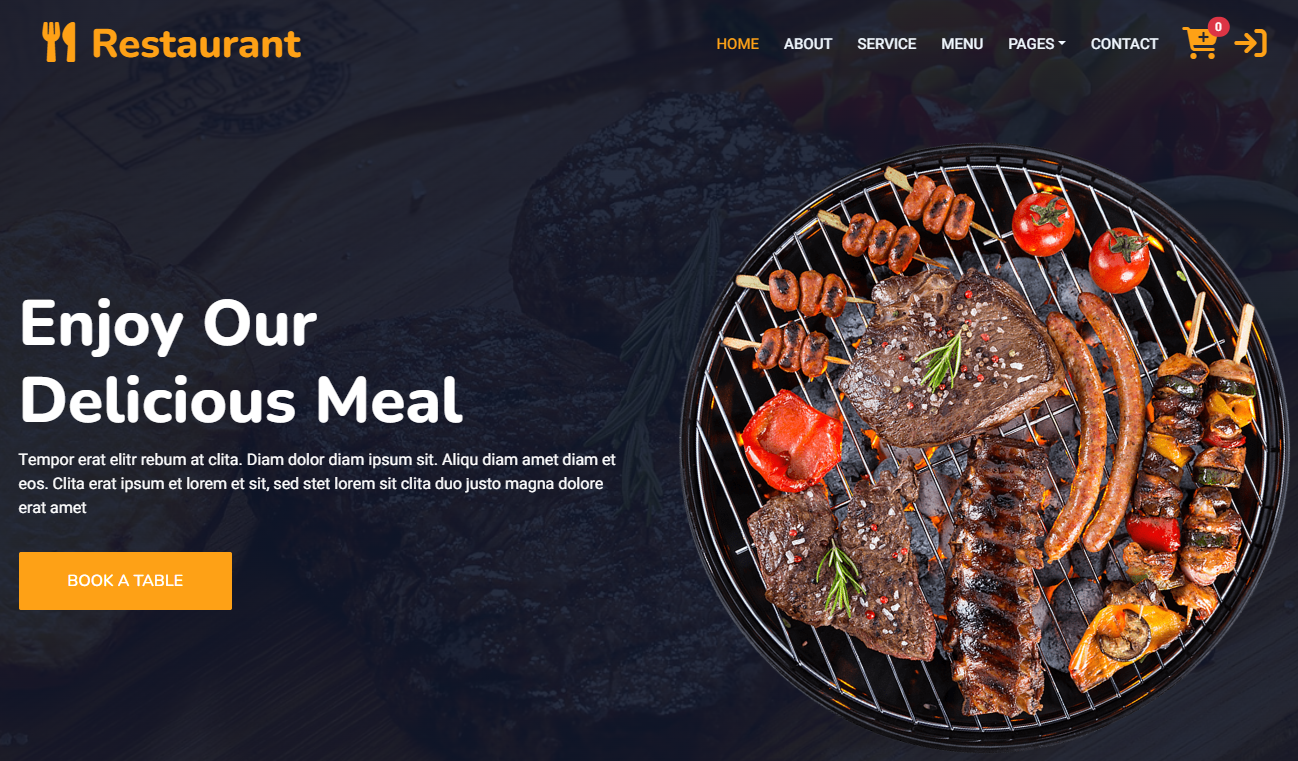 Restaurant
HOME ABOUT SERVICE MENU PAGES CONTACT
0
Enjoy Our
Delicious Meal
Tempor erat elitr rebum at clita. Diam dolor diam ipsum sit. Aliqu diam amet diam et
eos. Clita erat ipsum et lorem et sit, sed stet lorem sit clita duo justo magna dolore
erat amet
BOOK A TABLE